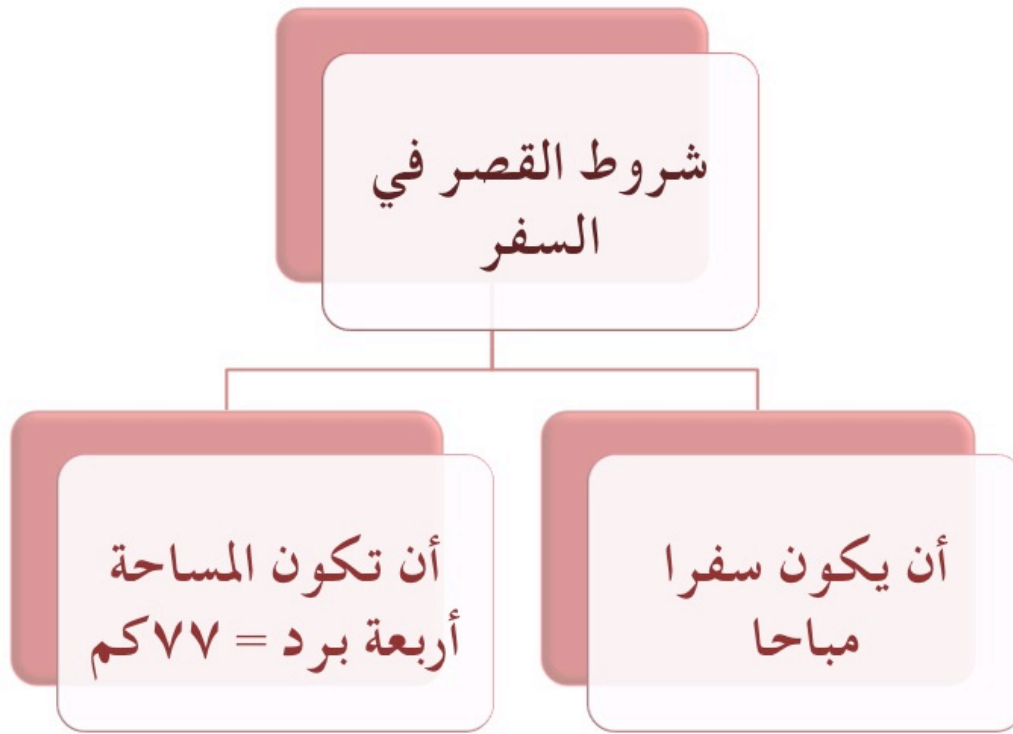 شروط القصر في
السفر
أن يكون سفرا
مباحا
أن تكون المساحة
أربعة برد = ٧٧كم